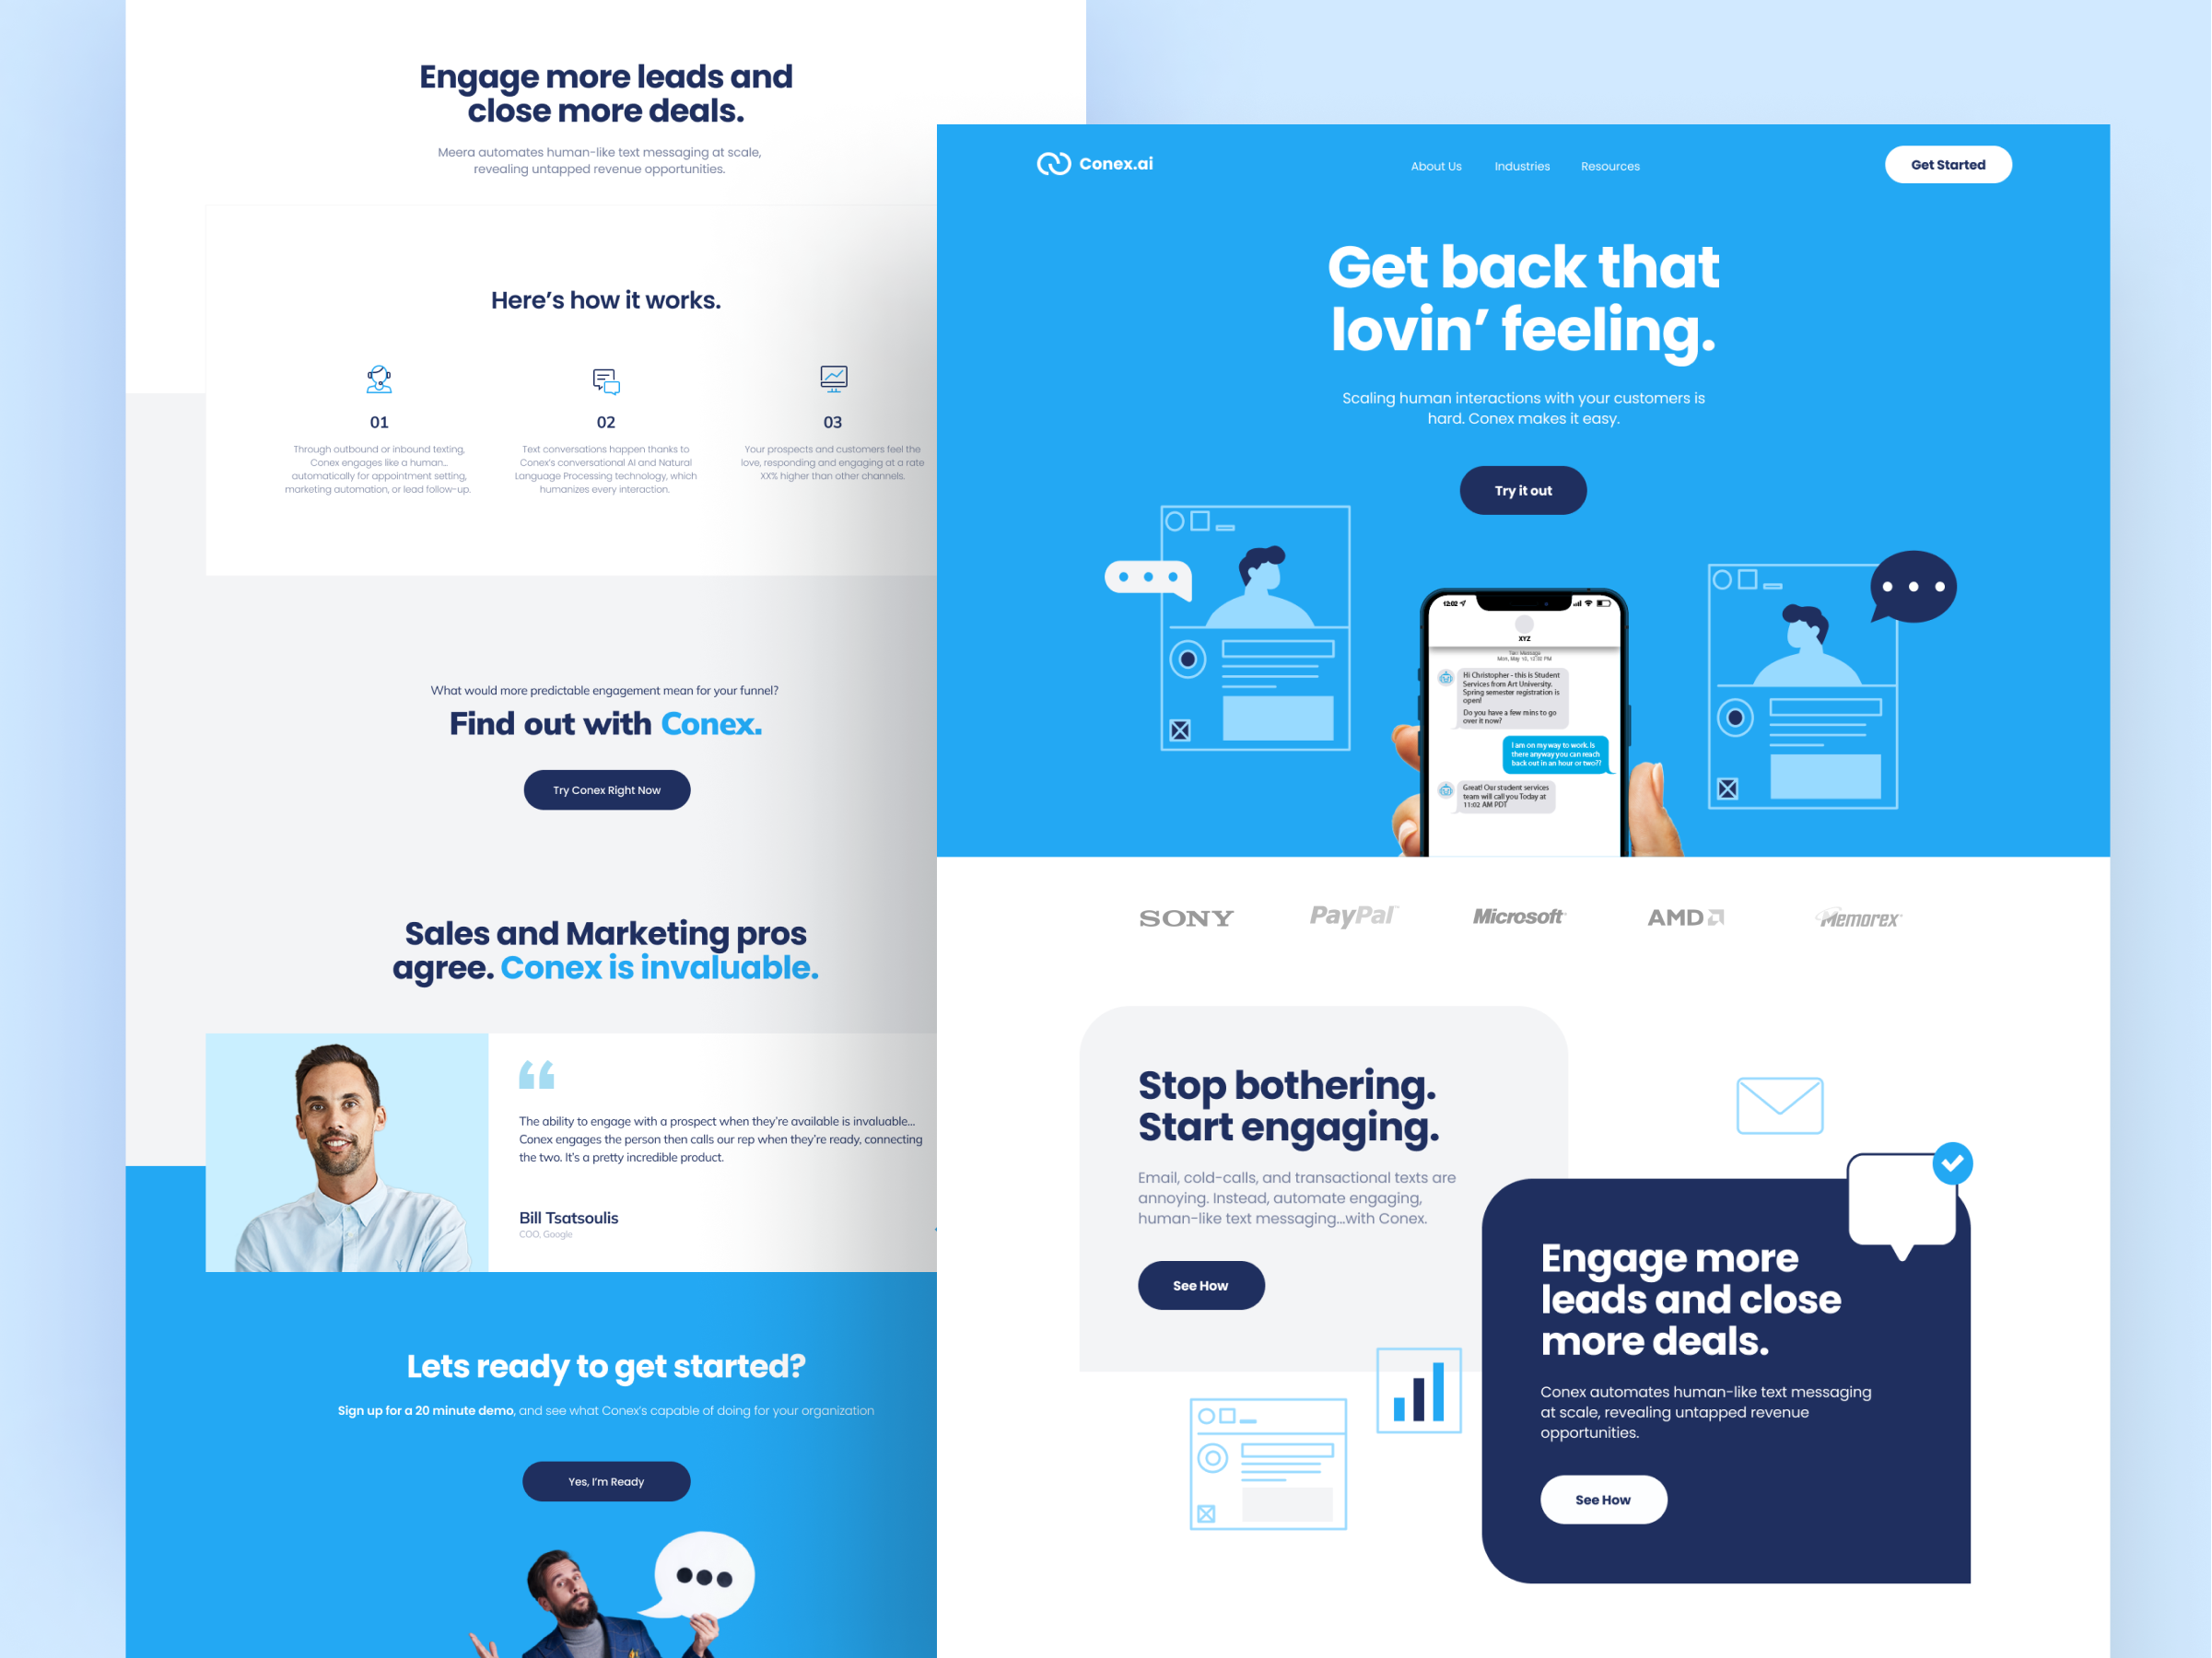 Engage more leads and
close more deals.
Meera automates human-like text messaging at scale,
revealing untapped revenue opportunities.
Here's how it works.
01
Through outbound or inbound texting,
Conex engages like a human...
automatically for appointment setting,
marketing automation, or lead follow-up.
02
Text conversations happen thanks to
Conex's conversational AI and Natural
Language Processing technology, which
humanizes every interaction.
03
Your prospects and customers feel the
love, responding and engaging at a rate
XX% higher than other channels.
What would more predictable engagement mean for your funnel?
Find out with Conex.
Try Conex Right Now
Sales and Marketing pros
agree. Conex is invaluable.
The ability to engage with a prospect when they're available is invaluable...
Conex engages the person then calls our rep when they're ready, connecting
the two. It's a pretty incredible product.
Bill Tsatsoulis
COO, Google
Lets ready to get started?
Sign up for a 20 minute demo, and see what Conex's capable of doing for your organization
Yes, I'm Ready
Conex.ai
About Us
Industries
Resources
Get Started
Get back that
lovin' feeling.
Scaling human interactions with your customers is
hard. Conex makes it easy.
Try it out
12:02
XYZ
Text Message
Mon, May 10, 12:02 PM
Hi Christopher - this is Student
Services from Art University.
Spring semester registration is
open!
Do you have a few mins to go
over it now?
I am on my way to work. Is
there anyway you can reach
back out in an hour or two??
Great! Our student services
team will call you Today at
11:02 AM PDT
SONY
PayPal
Microsoft
AMD
Memorex
Stop bothering.
Start engaging.
Email, cold-calls, and transactional texts are
annoying. Instead, automate engaging,
human-like text messaging...with Conex.
See How
Engage more
leads and close
more deals.
Conex automates human-like text messaging
at scale, revealing untapped revenue
opportunities.
See How